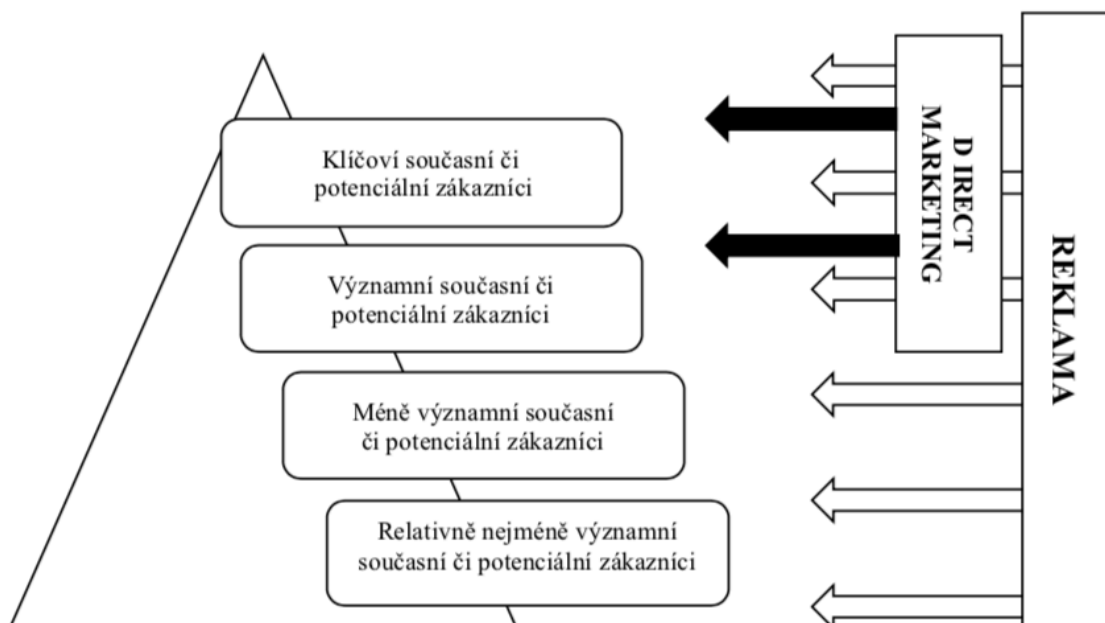 Klíčoví současní či
potenciální zákazníci
Významní současní či
potenciální zákazníci
Méně významní současní
či potenciální zákazníci
Relativně nejméně významní
současní či potenciální zákazníci
D IRECT
MARKETING
REKLAMA